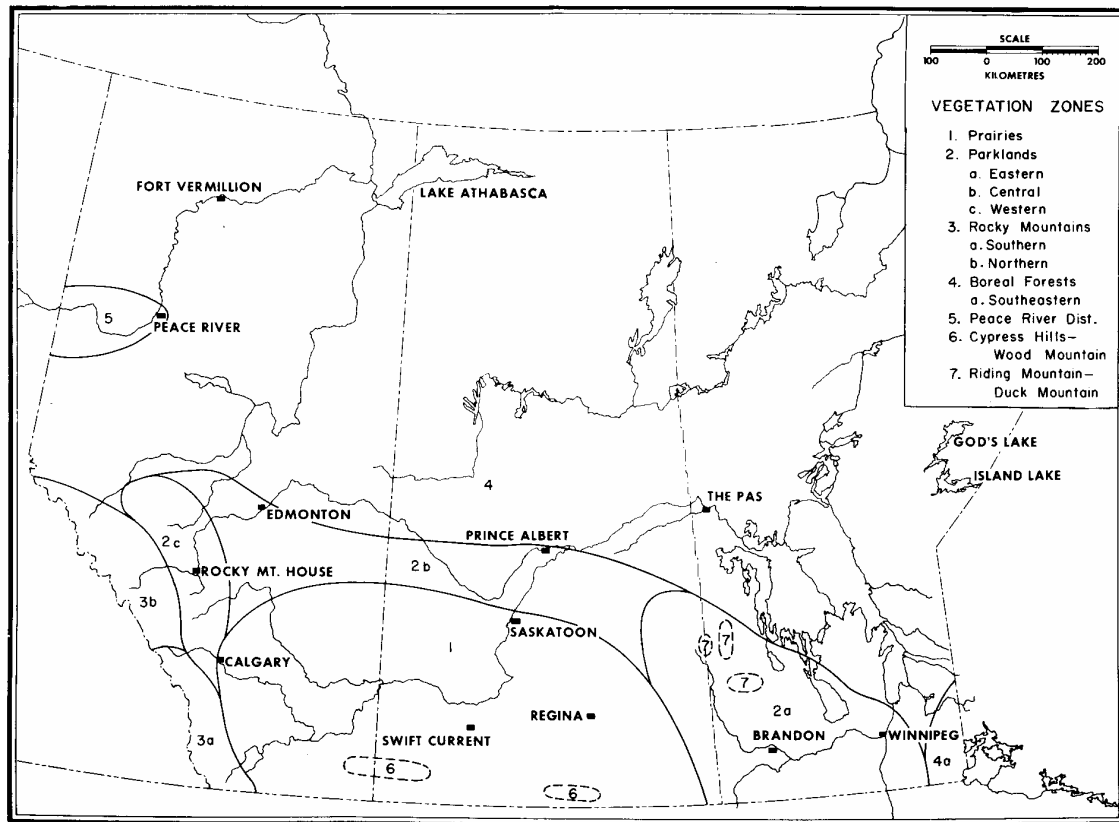 SCALE
100 0 100 200
KILOMETRES
VEGETATION ZONES
1. Prairies
2. Parklands
a. Eastern
b. Central
c. Western
3. Rocky Mountains
a. Southern
b. Northern
4. Boreal Forests
a. Southeastern
5. Peace River Dist.
6. Cypress Hills-
Wood Mountain
7. Riding Mountain-
Duck Mountain
FORT VERMILLION
LAKE ATHABASCA
5
PEACE RIVER
GOD'S LAKE
ISLAND LAKE
4
THE PAS
EDMONTON
2c
PRINCE ALBERT
ROCKY MT. HOUSE
2b
3b
SASKATOON
7
7
1
CALGARY
7
2a
REGINA
SWIFT CURRENT
BRANDON
WINNIPEG
3a
4a
6
6